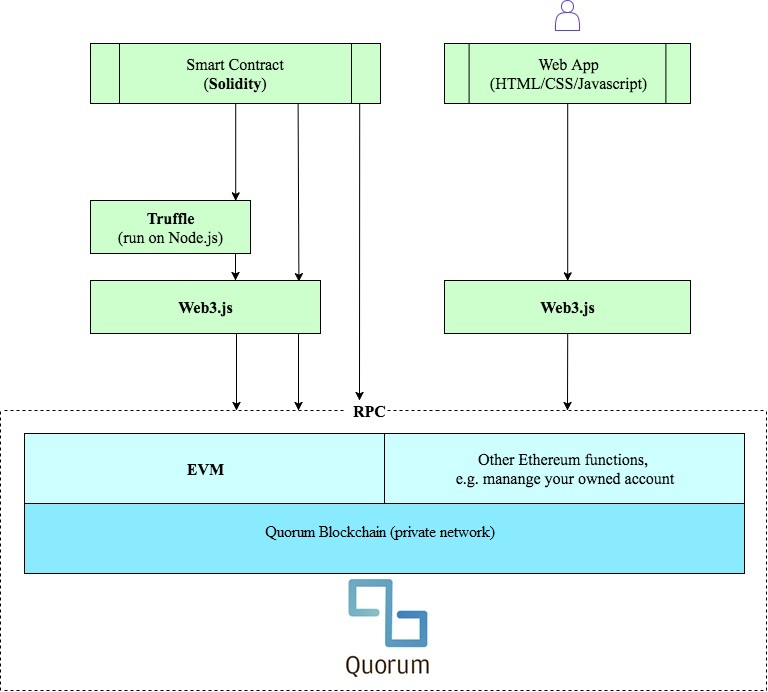 Smart Contract
(Solidity)
Web App
(HTML/CSS/Javascript)
Truffle
(run on Node.js)
Web3.js
Web3.js
RPC
EVM
Other Ethereum functions,
e.g. manange your owned account
Quorum Blockchain (private network)
Quorum